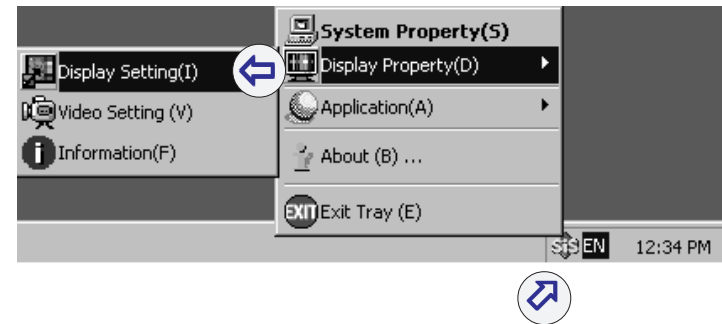 System Property(S)
Display Property(D)
Application(A)
About (B) ...
EXIT Exit Tray (E)
Display Setting(I)
Video Setting (V)
Information(F)
SiS EN 12:34 PM